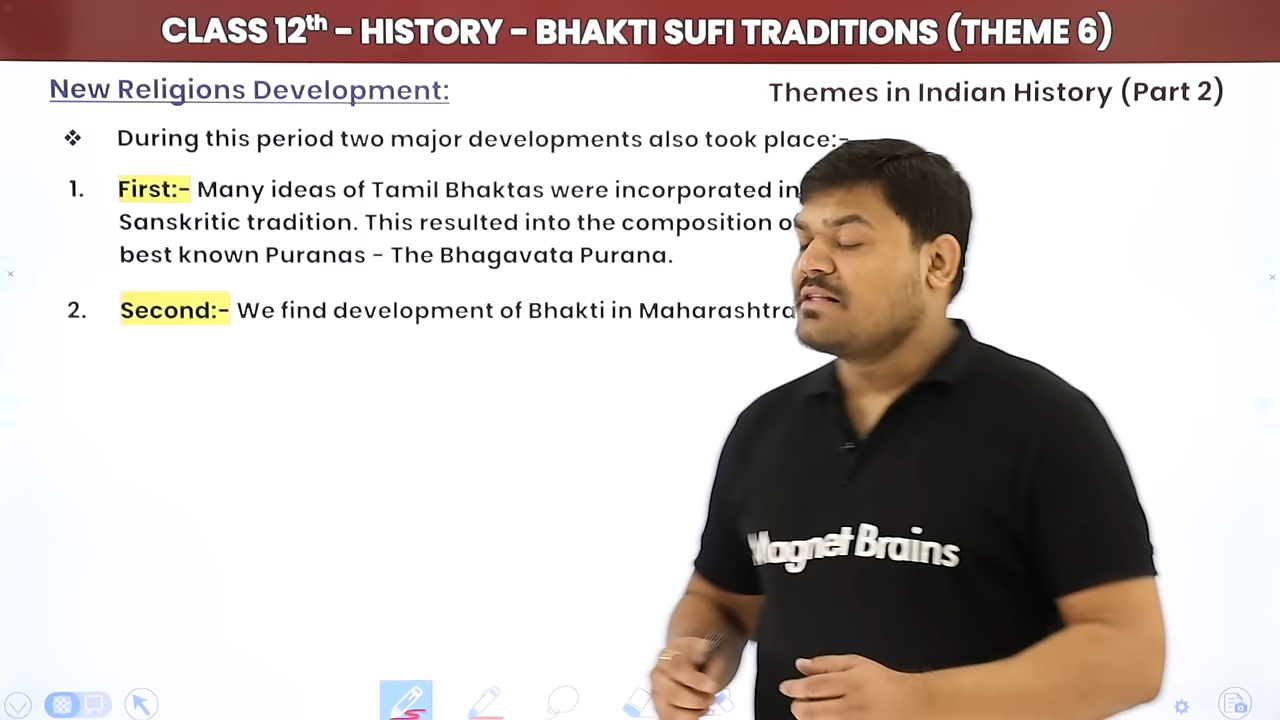 CLASS 12th - HISTORY - BHAKTI SUFI TRADITIONS (THEME 6)
New Religions Development:
Themes in Indian History (Part 2)
❖ During this period two major developments also took place:-
1. First:- Many ideas of Tamil Bhaktas were incorporated in
Sanskritic tradition. This resulted into the composition
best known Puranas - The Bhagavata Purana.
2. Second:- We find development of Bhakti in Maharashtra
Magnet Brains